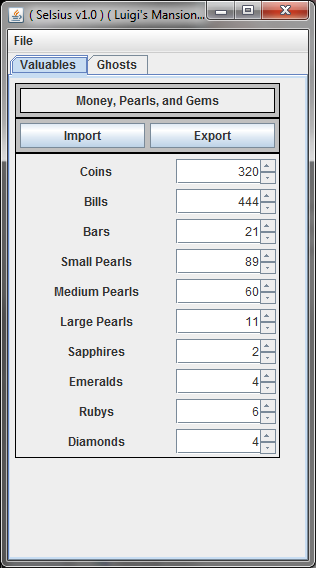 ( Selsius v1.0 ) ( Luigi's Mansion...
File
Valuables Ghosts
Money, Pearls, and Gems
Import Export
Coins 320
Bills 444
Bars 21
Small Pearls 89
Medium Pearls 60
Large Pearls 11
Sapphires 2
Emeralds 4
Rubys 6
Diamonds 4